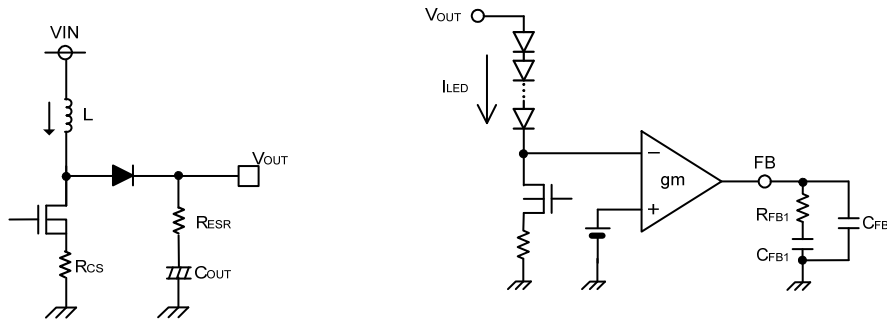 VIN
L
VOUT
RESR
COUT
RCS
VOUT
ILED
−
gm
+
FB
RFB1
CFB1
CFB